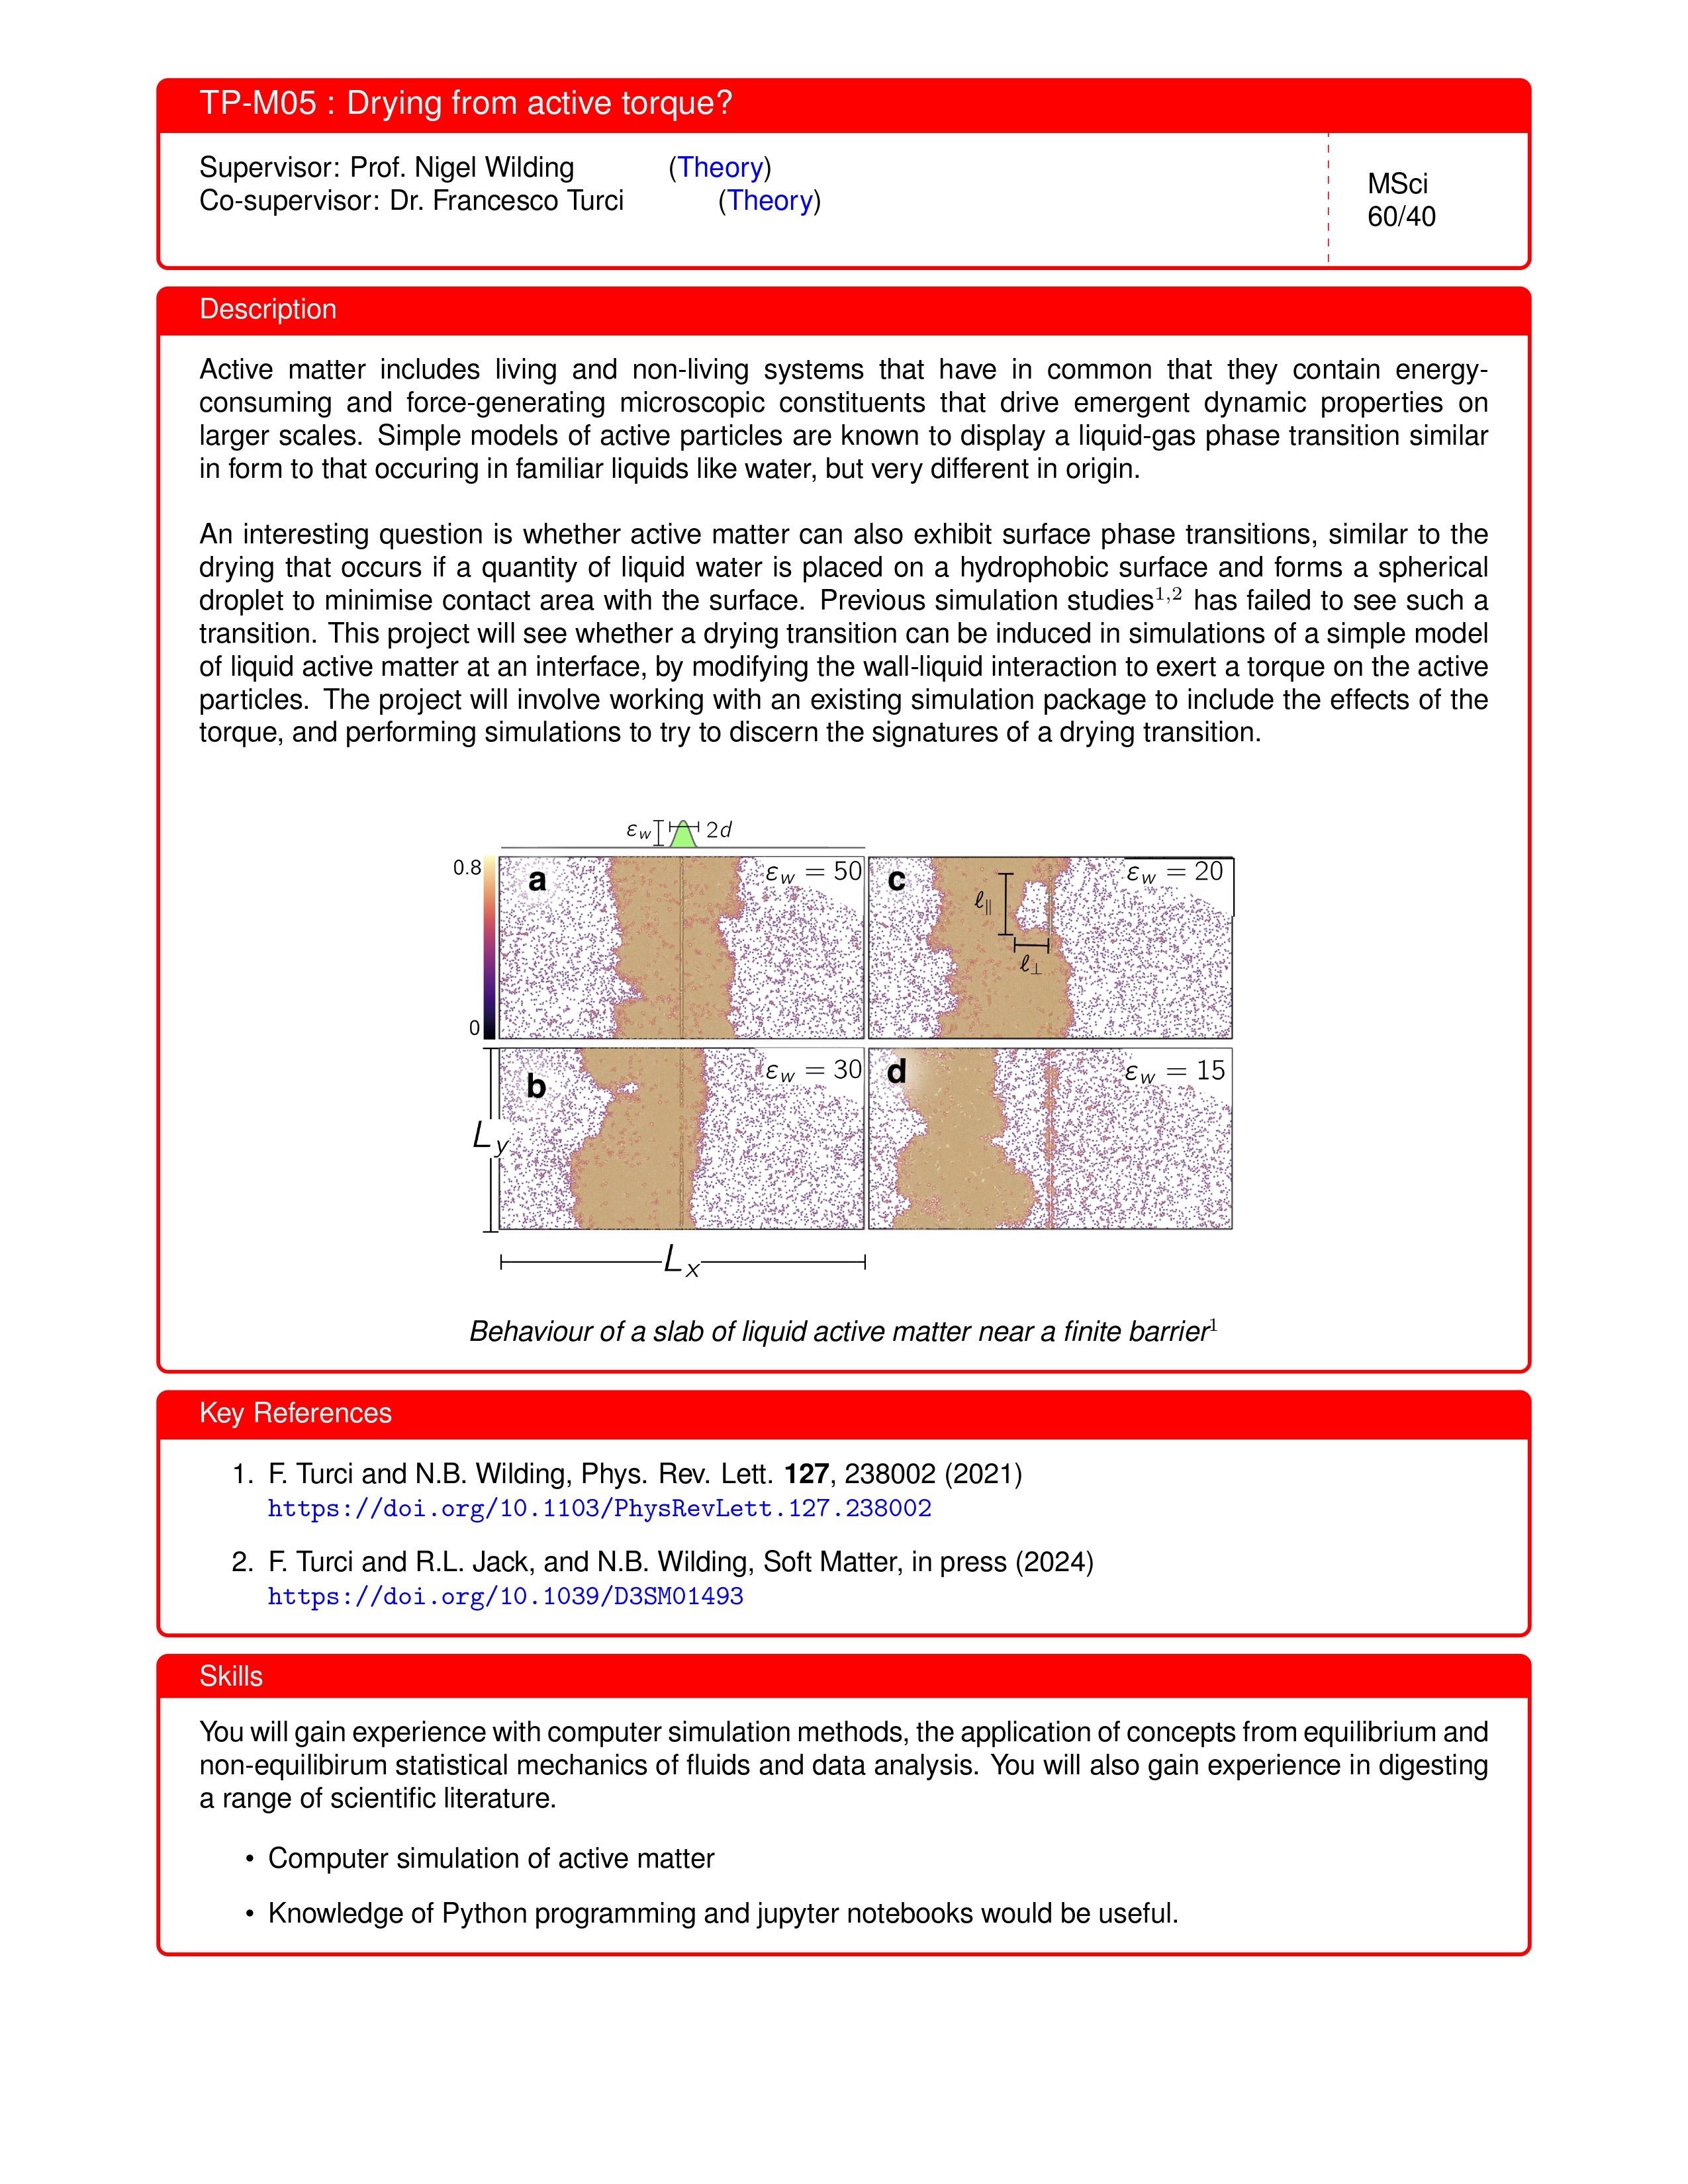 TP-M05 : Drying from active torque?
Supervisor: Prof. Nigel Wilding (Theory)
Co-supervisor: Dr. Francesco Turci (Theory)
MSci
60/40
Description
Active matter includes living and non-living systems that have in common that they contain energy-
consuming and force-generating microscopic constituents that drive emergent dynamic properties on
larger scales. Simple models of active particles are known to display a liquid-gas phase transition similar
in form to that occuring in familiar liquids like water, but very different in origin.
An interesting question is whether active matter can also exhibit surface phase transitions, similar to the
drying that occurs if a quantity of liquid water is placed on a hydrophobic surface and forms a spherical
droplet to minimise contact area with the surface. Previous simulation studies1,2 has failed to see such a
transition. This project will see whether a drying transition can be induced in simulations of a simple model
of liquid active matter at an interface, by modifying the wall-liquid interaction to exert a torque on the active
particles. The project will involve working with an existing simulation package to include the effects of the
torque, and performing simulations to try to discern the signatures of a drying transition.
εw 2d
0.8
0
a εw = 50
c εw = 20
ℓ∥
ℓ⊥
b εw = 30
d εw = 15
Ly
Lx
Behaviour of a slab of liquid active matter near a finite barrier1
Key References
1. F. Turci and N.B. Wilding, Phys. Rev. Lett. 127, 238002 (2021)
https://doi.org/10.1103/PhysRevLett.127.238002
2. F. Turci and R.L. Jack, and N.B. Wilding, Soft Matter, in press (2024)
https://doi.org/10.1039/D3SM01493
Skills
You will gain experience with computer simulation methods, the application of concepts from equilibrium and
non-equilibirum statistical mechanics of fluids and data analysis. You will also gain experience in digesting
a range of scientific literature.
• Computer simulation of active matter
• Knowledge of Python programming and jupyter notebooks would be useful.